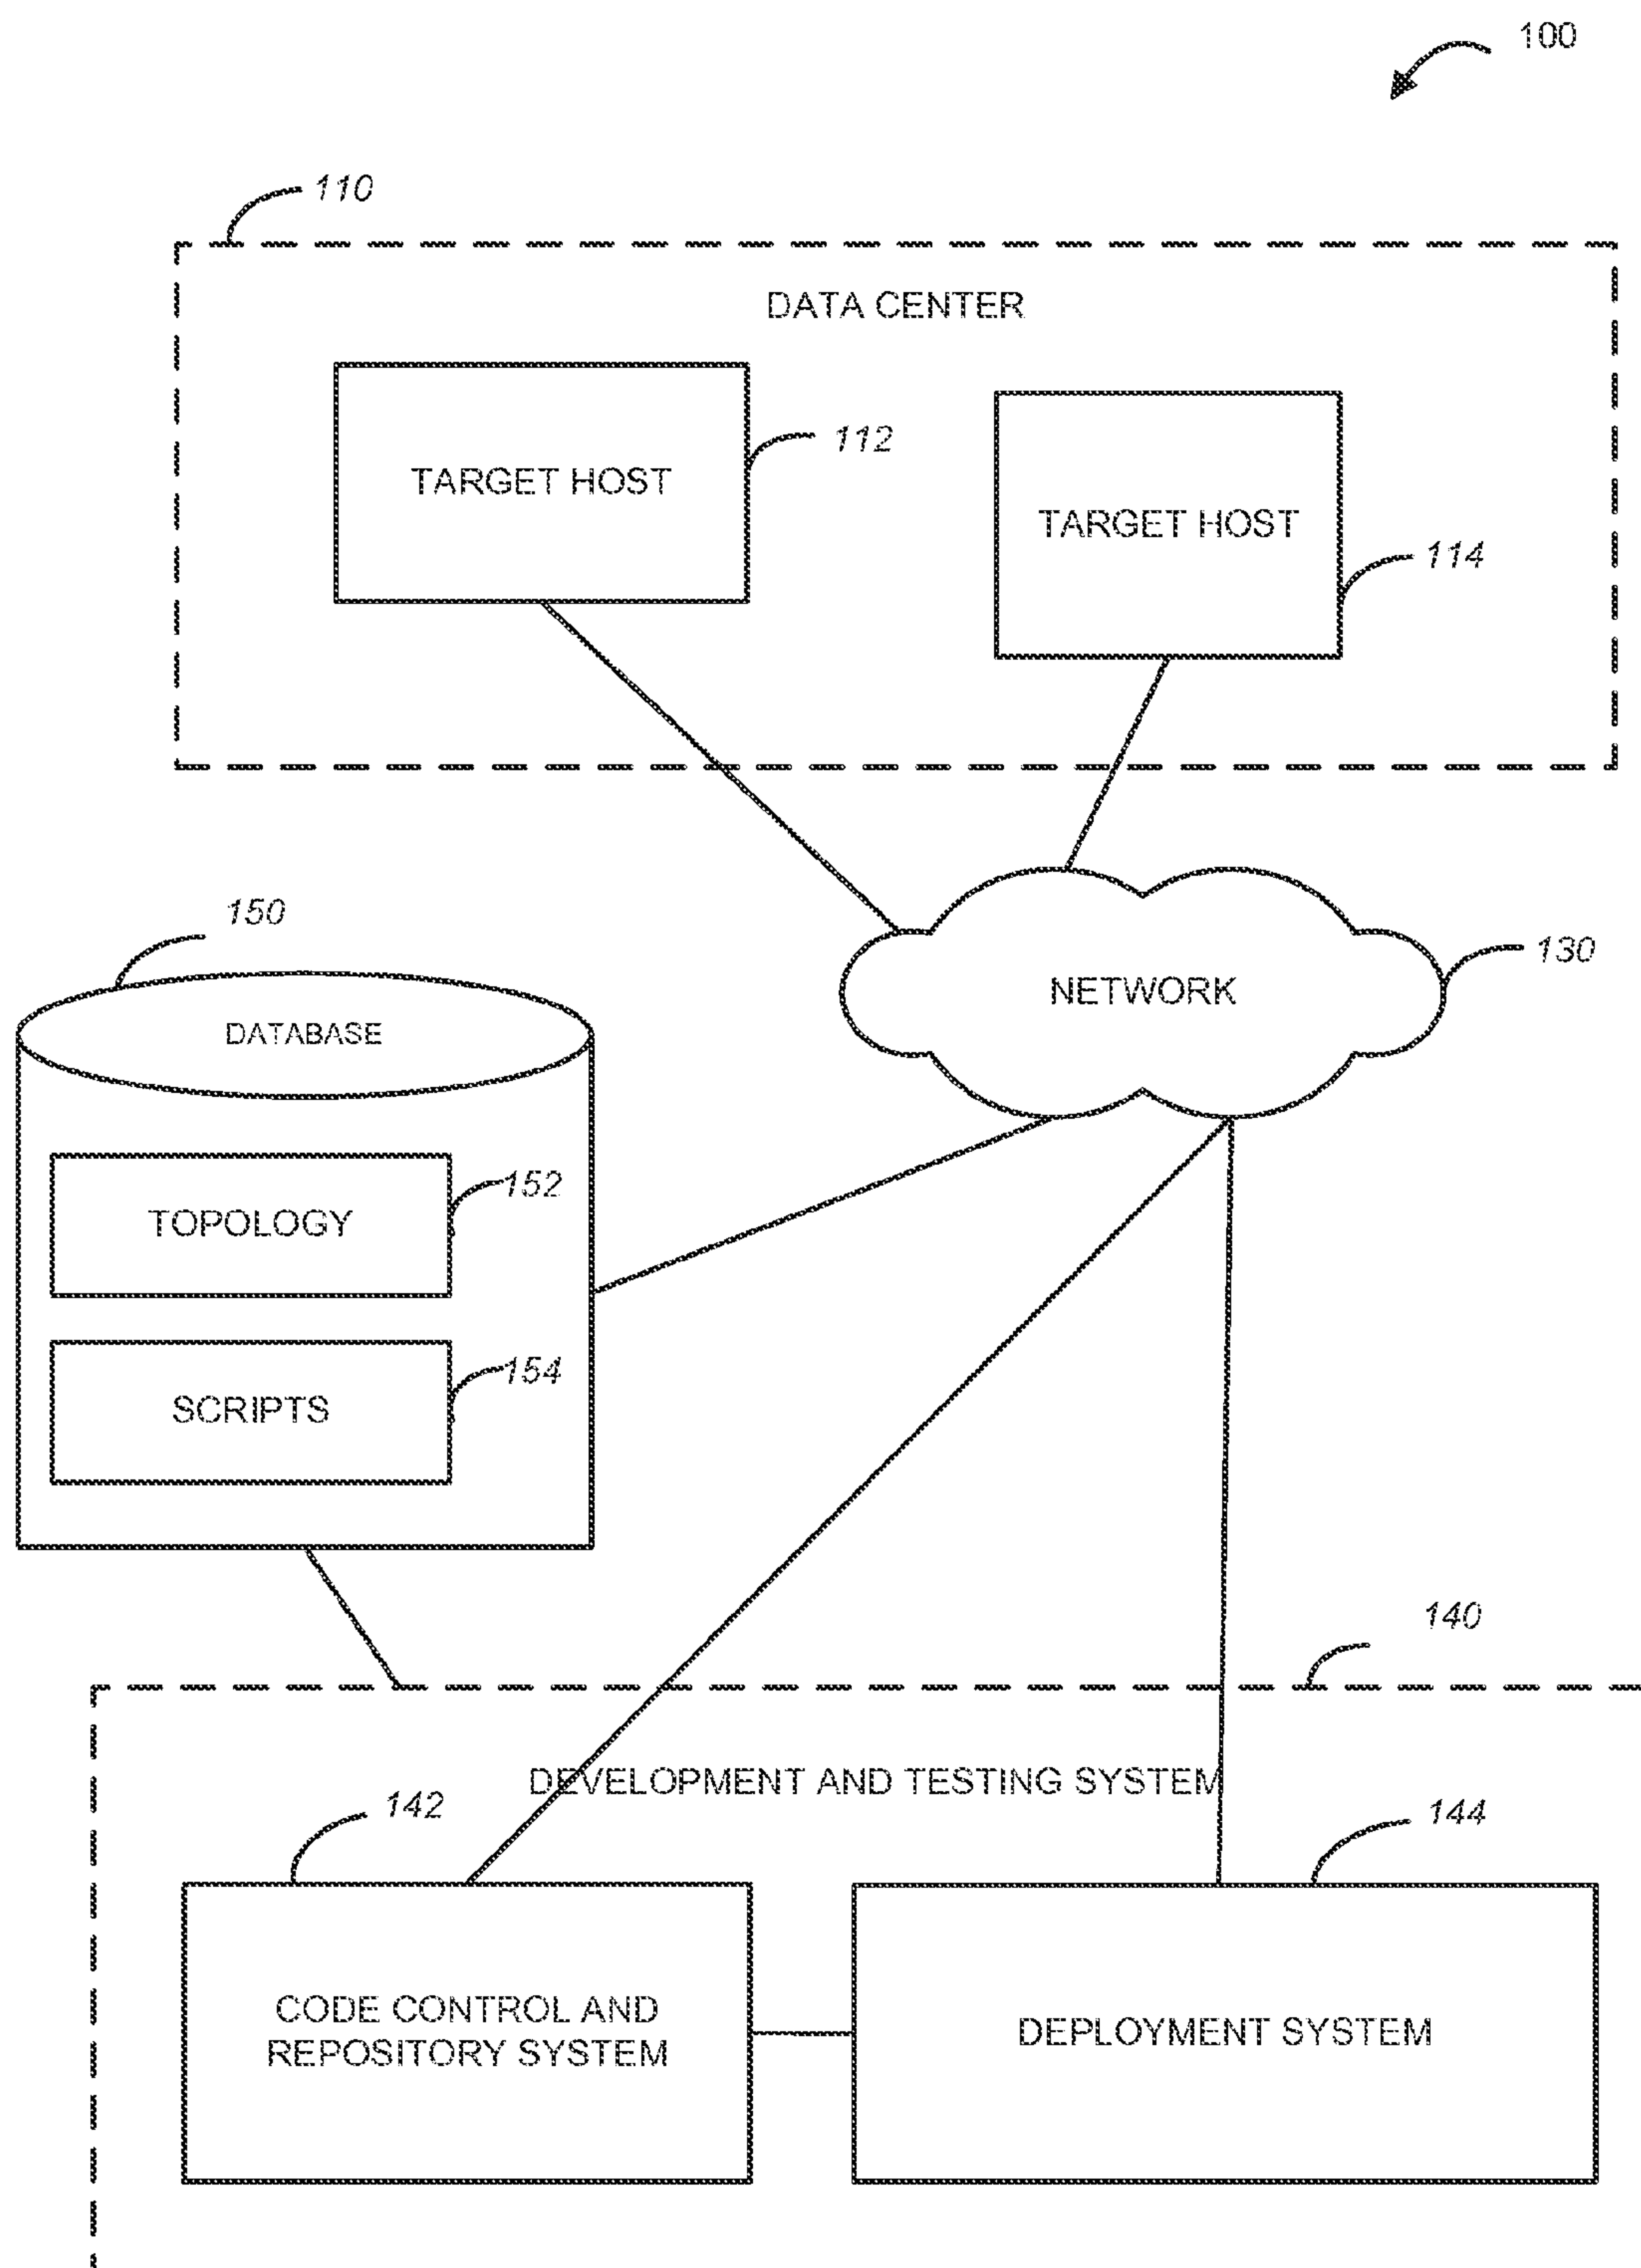 100
110
DATA CENTER
TARGET HOST
112
TARGET HOST
114
150
130
NETWORK
DATABASE
152
TOPOLOGY
154
SCRIPTS
140
DEVELOPMENT AND TESTING SYSTEM
142
144
CODE CONTROL AND
REPOSITORY SYSTEM
DEPLOYMENT SYSTEM